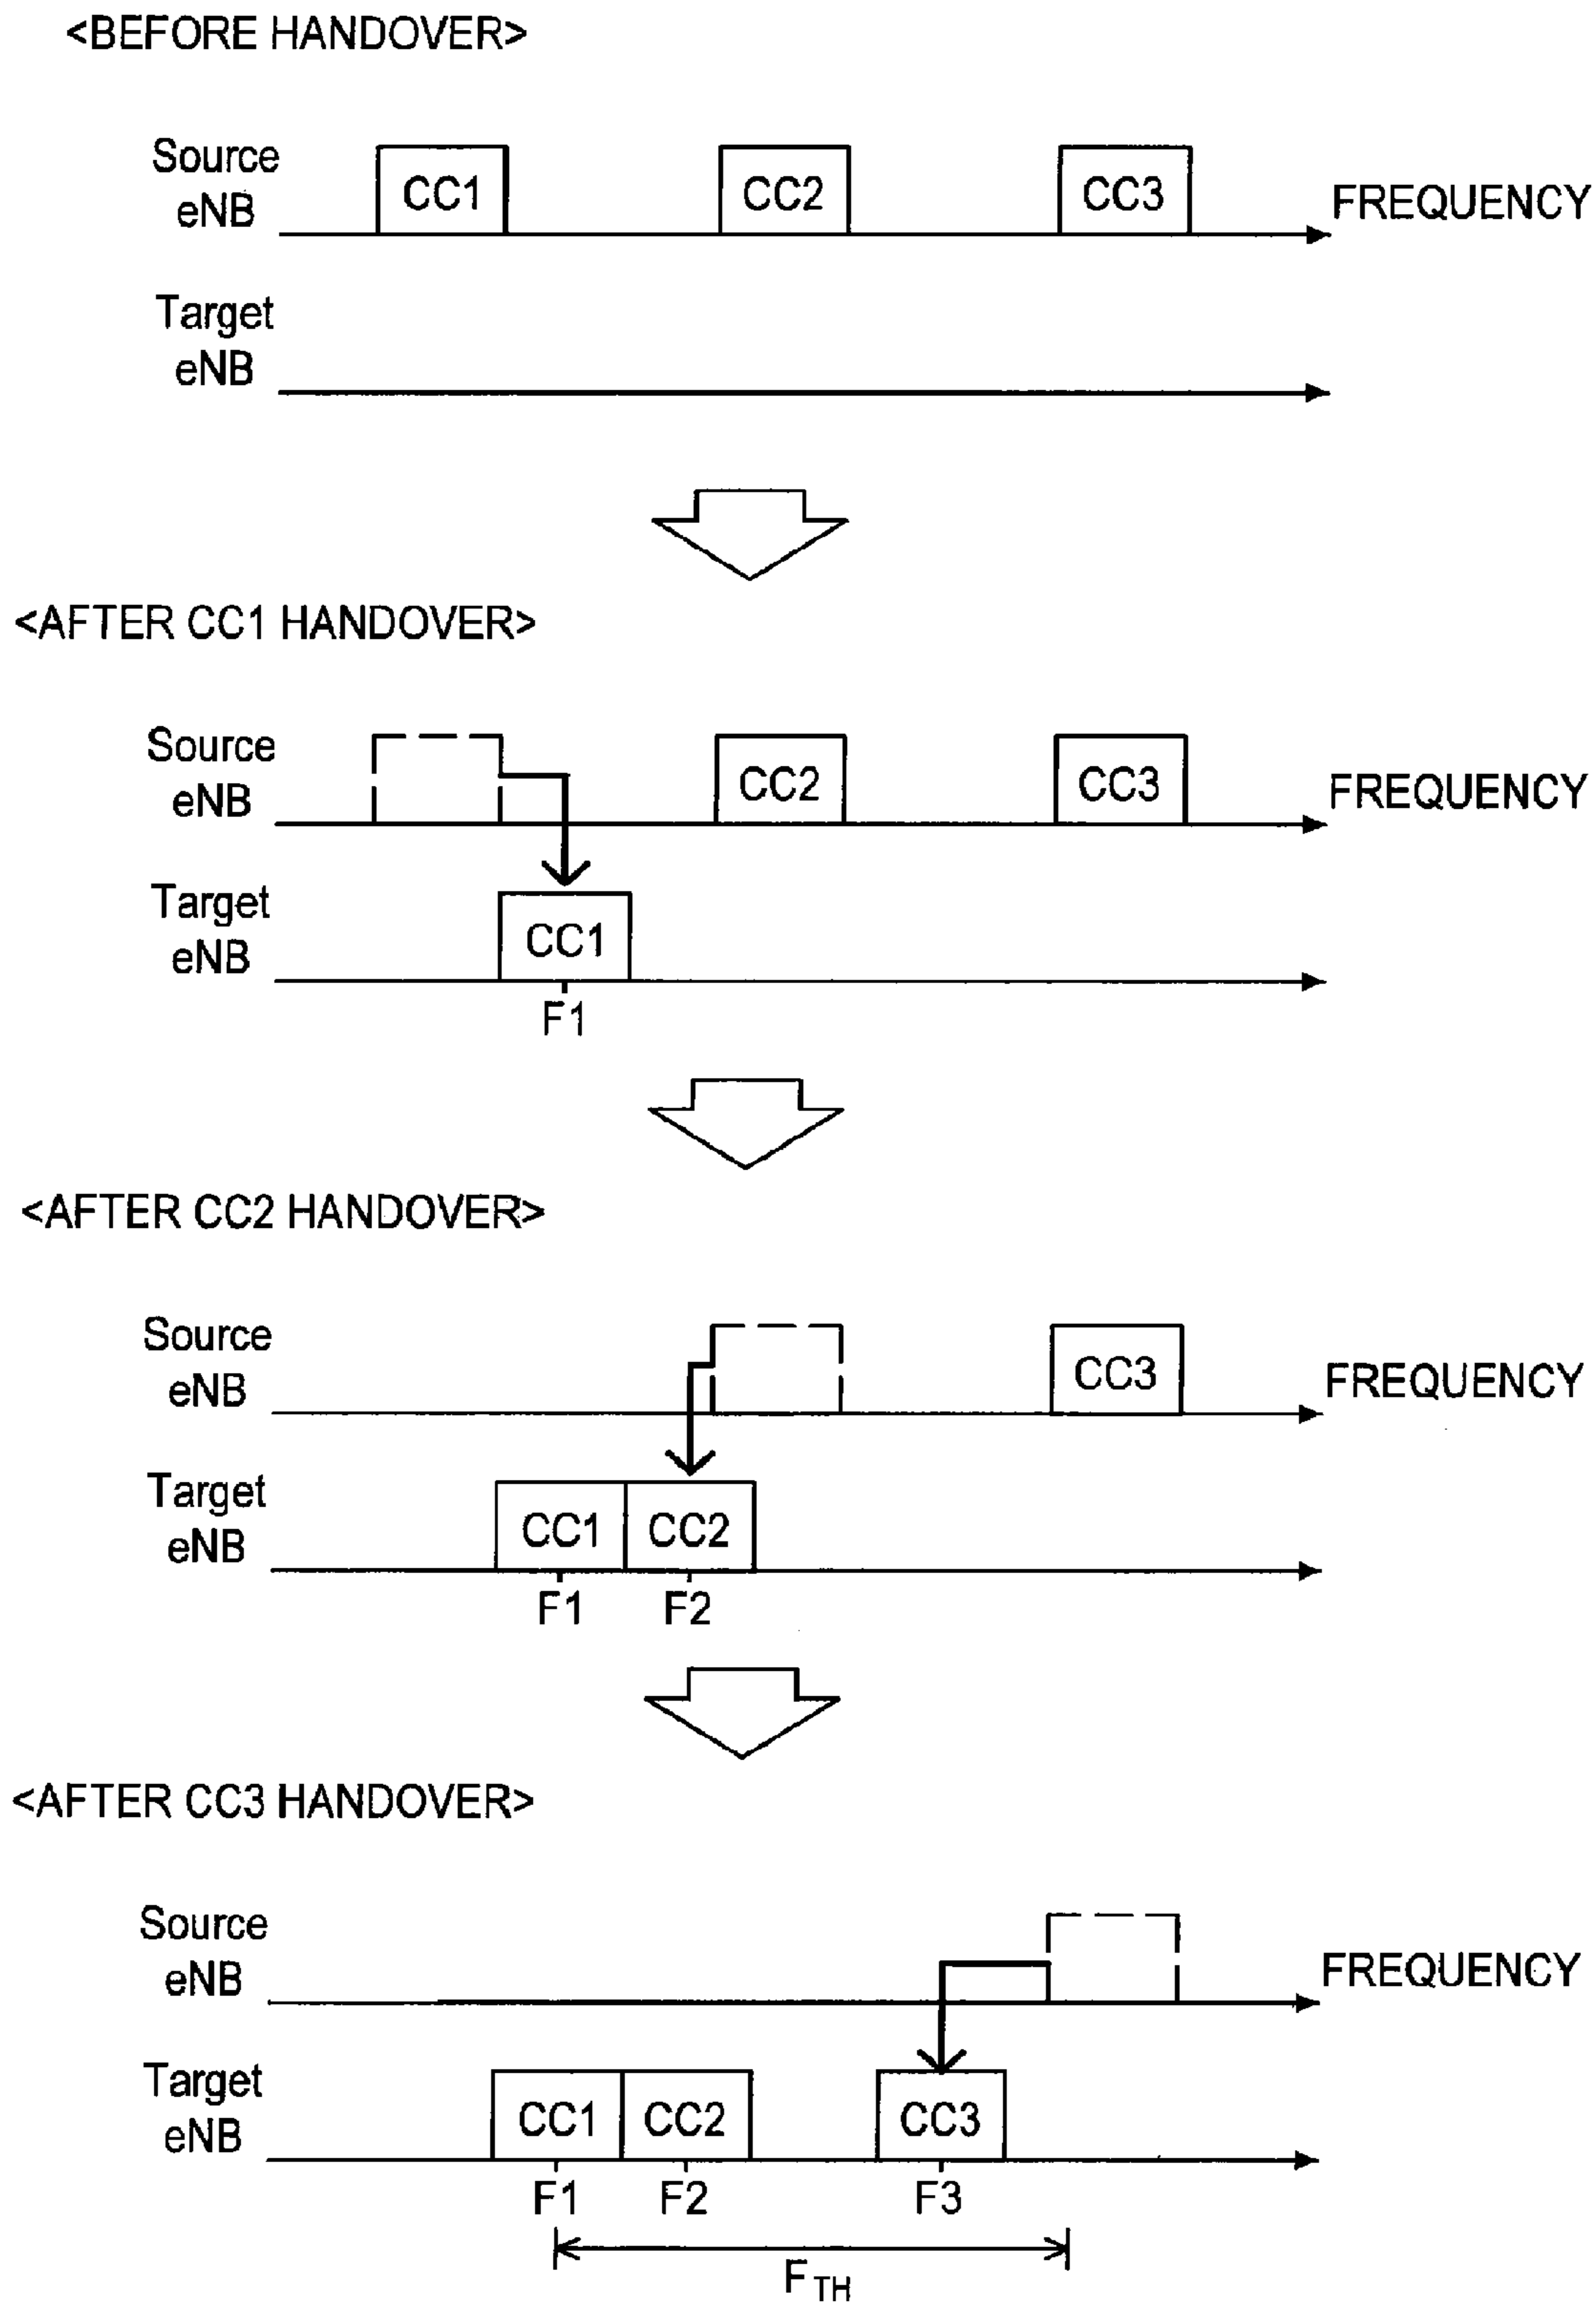 <BEFORE HANDOVER>
Source
eNB
CC1
CC2
CC3
FREQUENCY
Target
eNB
<AFTER CC1 HANDOVER>
Source
eNB
CC2
CC3
FREQUENCY
Target
eNB
CC1
F1
<AFTER CC2 HANDOVER>
Source
eNB
CC3
FREQUENCY
Target
eNB
CC1
CC2
F1
F2
<AFTER CC3 HANDOVER>
Source
eNB
FREQUENCY
Target
eNB
CC1
CC2
CC3
F1
F2
F3
FTH